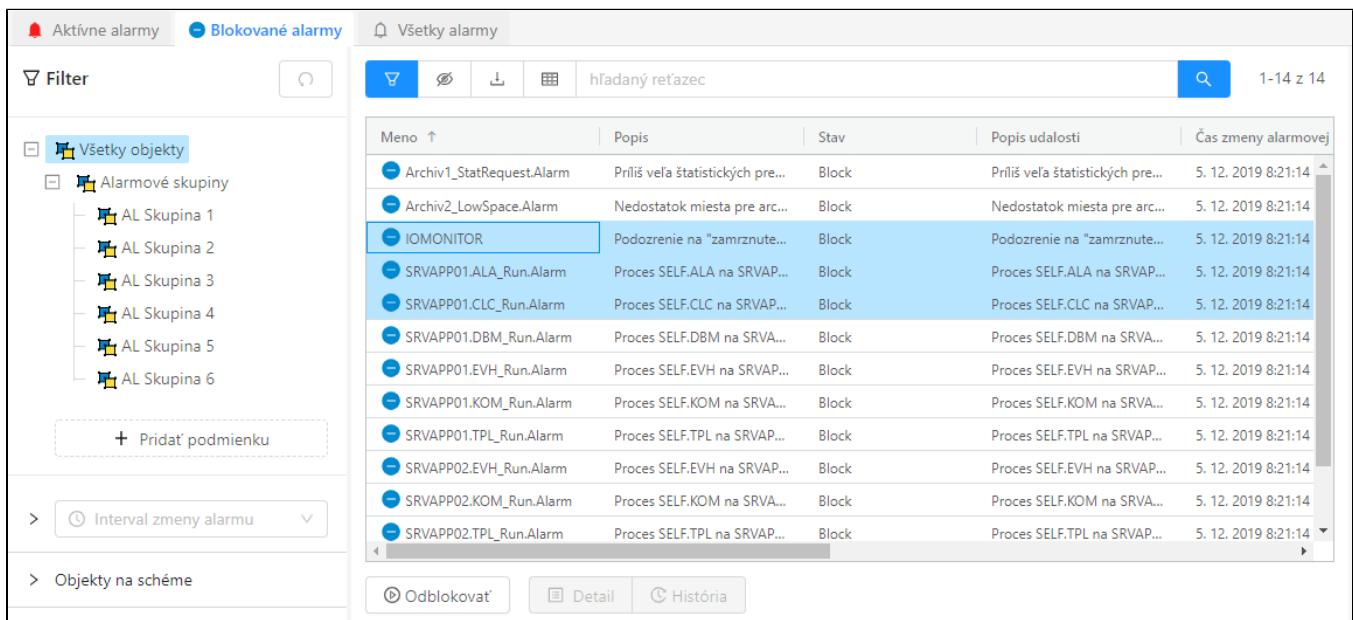 Aktívne alarmy Blokované alarmy Všetky alarmy
Filter
hľadaný reťazec 1-14 z 14
Všetky objekty
Alarmové skupiny
AL Skupina 1
AL Skupina 2
AL Skupina 3
AL Skupina 4
AL Skupina 5
AL Skupina 6
+ Pridať podmienku
> Interval zmeny alarmu
> Objekty na schéme
Meno ↑ Popis Stav Popis udalosti Čas zmeny alarmovej
Archiv1_StatRequest.Alarm Príliš veľa štatistických pre... Block Príliš veľa štatistických pre... 5. 12. 2019 8:21:14
Archiv2_LowSpace.Alarm Nedostatok miesta pre arc... Block Nedostatok miesta pre arc... 5. 12. 2019 8:21:14
IOMONITOR Podozrenie na "zamrznute... Block Podozrenie na "zamrznute... 5. 12. 2019 8:21:14
SRVAPP01.ALA_Run.Alarm Proces SELF.ALA na SRVAP... Block Proces SELF.ALA na SRVAP... 5. 12. 2019 8:21:14
SRVAPP01.CLC_Run.Alarm Proces SELF.CLC na SRVAP... Block Proces SELF.CLC na SRVAP... 5. 12. 2019 8:21:14
SRVAPP01.DBM_Run.Alarm Proces SELF.DBM na SRVA... Block Proces SELF.DBM na SRVA... 5. 12. 2019 8:21:14
SRVAPP01.EVH_Run.Alarm Proces SELF.EVH na SRVAP... Block Proces SELF.EVH na SRVAP... 5. 12. 2019 8:21:14
SRVAPP01.KOM_Run.Alarm Proces SELF.KOM na SRVA... Block Proces SELF.KOM na SRVA... 5. 12. 2019 8:21:14
SRVAPP01.TPL_Run.Alarm Proces SELF.TPL na SRVAP... Block Proces SELF.TPL na SRVAP... 5. 12. 2019 8:21:14
SRVAPP02.EVH_Run.Alarm Proces SELF.EVH na SRVAP... Block Proces SELF.EVH na SRVAP... 5. 12. 2019 8:21:14
SRVAPP02.KOM_Run.Alarm Proces SELF.KOM na SRVA... Block Proces SELF.KOM na SRVA... 5. 12. 2019 8:21:14
SRVAPP02.TPL_Run.Alarm Proces SELF.TPL na SRVAP... Block Proces SELF.TPL na SRVAP... 5. 12. 2019 8:21:14
Odblokovať Detail História